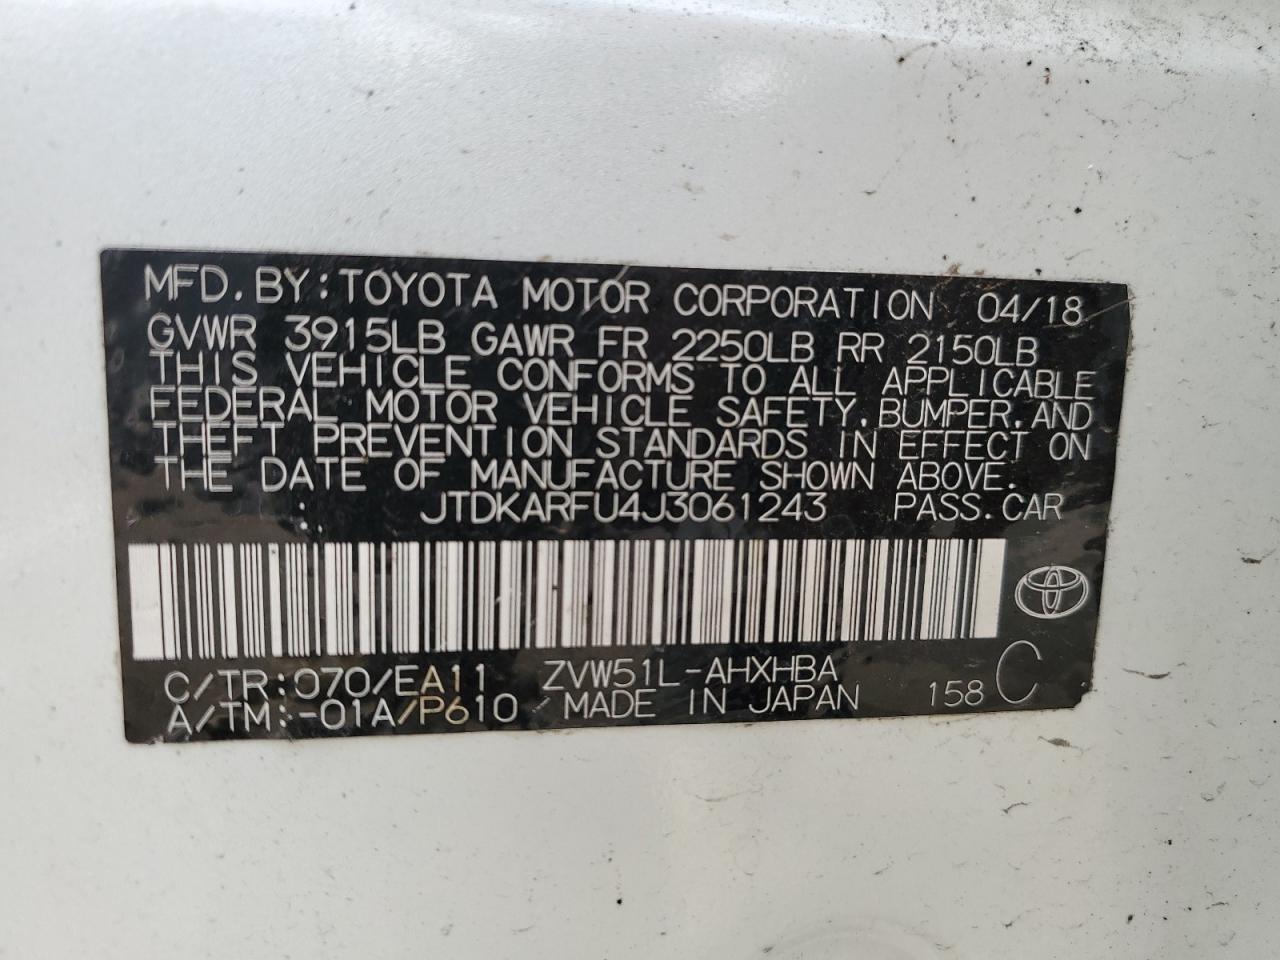 MFD. BY: TOYOTA MOTOR CORPORATION 04/18
GVWR 3915LB GAWR FR 2250LB RR 2150LB
THIS VEHICLE CONFORMS TO ALL APPLICABLE
FEDERAL MOTOR VEHICLE SAFETY, BUMPER, AND
THEFT PREVENTION STANDARDS IN EFFECT ON
THE DATE OF MANUFACTURE SHOWN ABOVE.
JTDKARFU4J3061243 PASS. CAR
C/TR: 070/EA11 ZVW51L-AHXHBA
A/TM: -01A/P610 MADE IN JAPAN 158 C